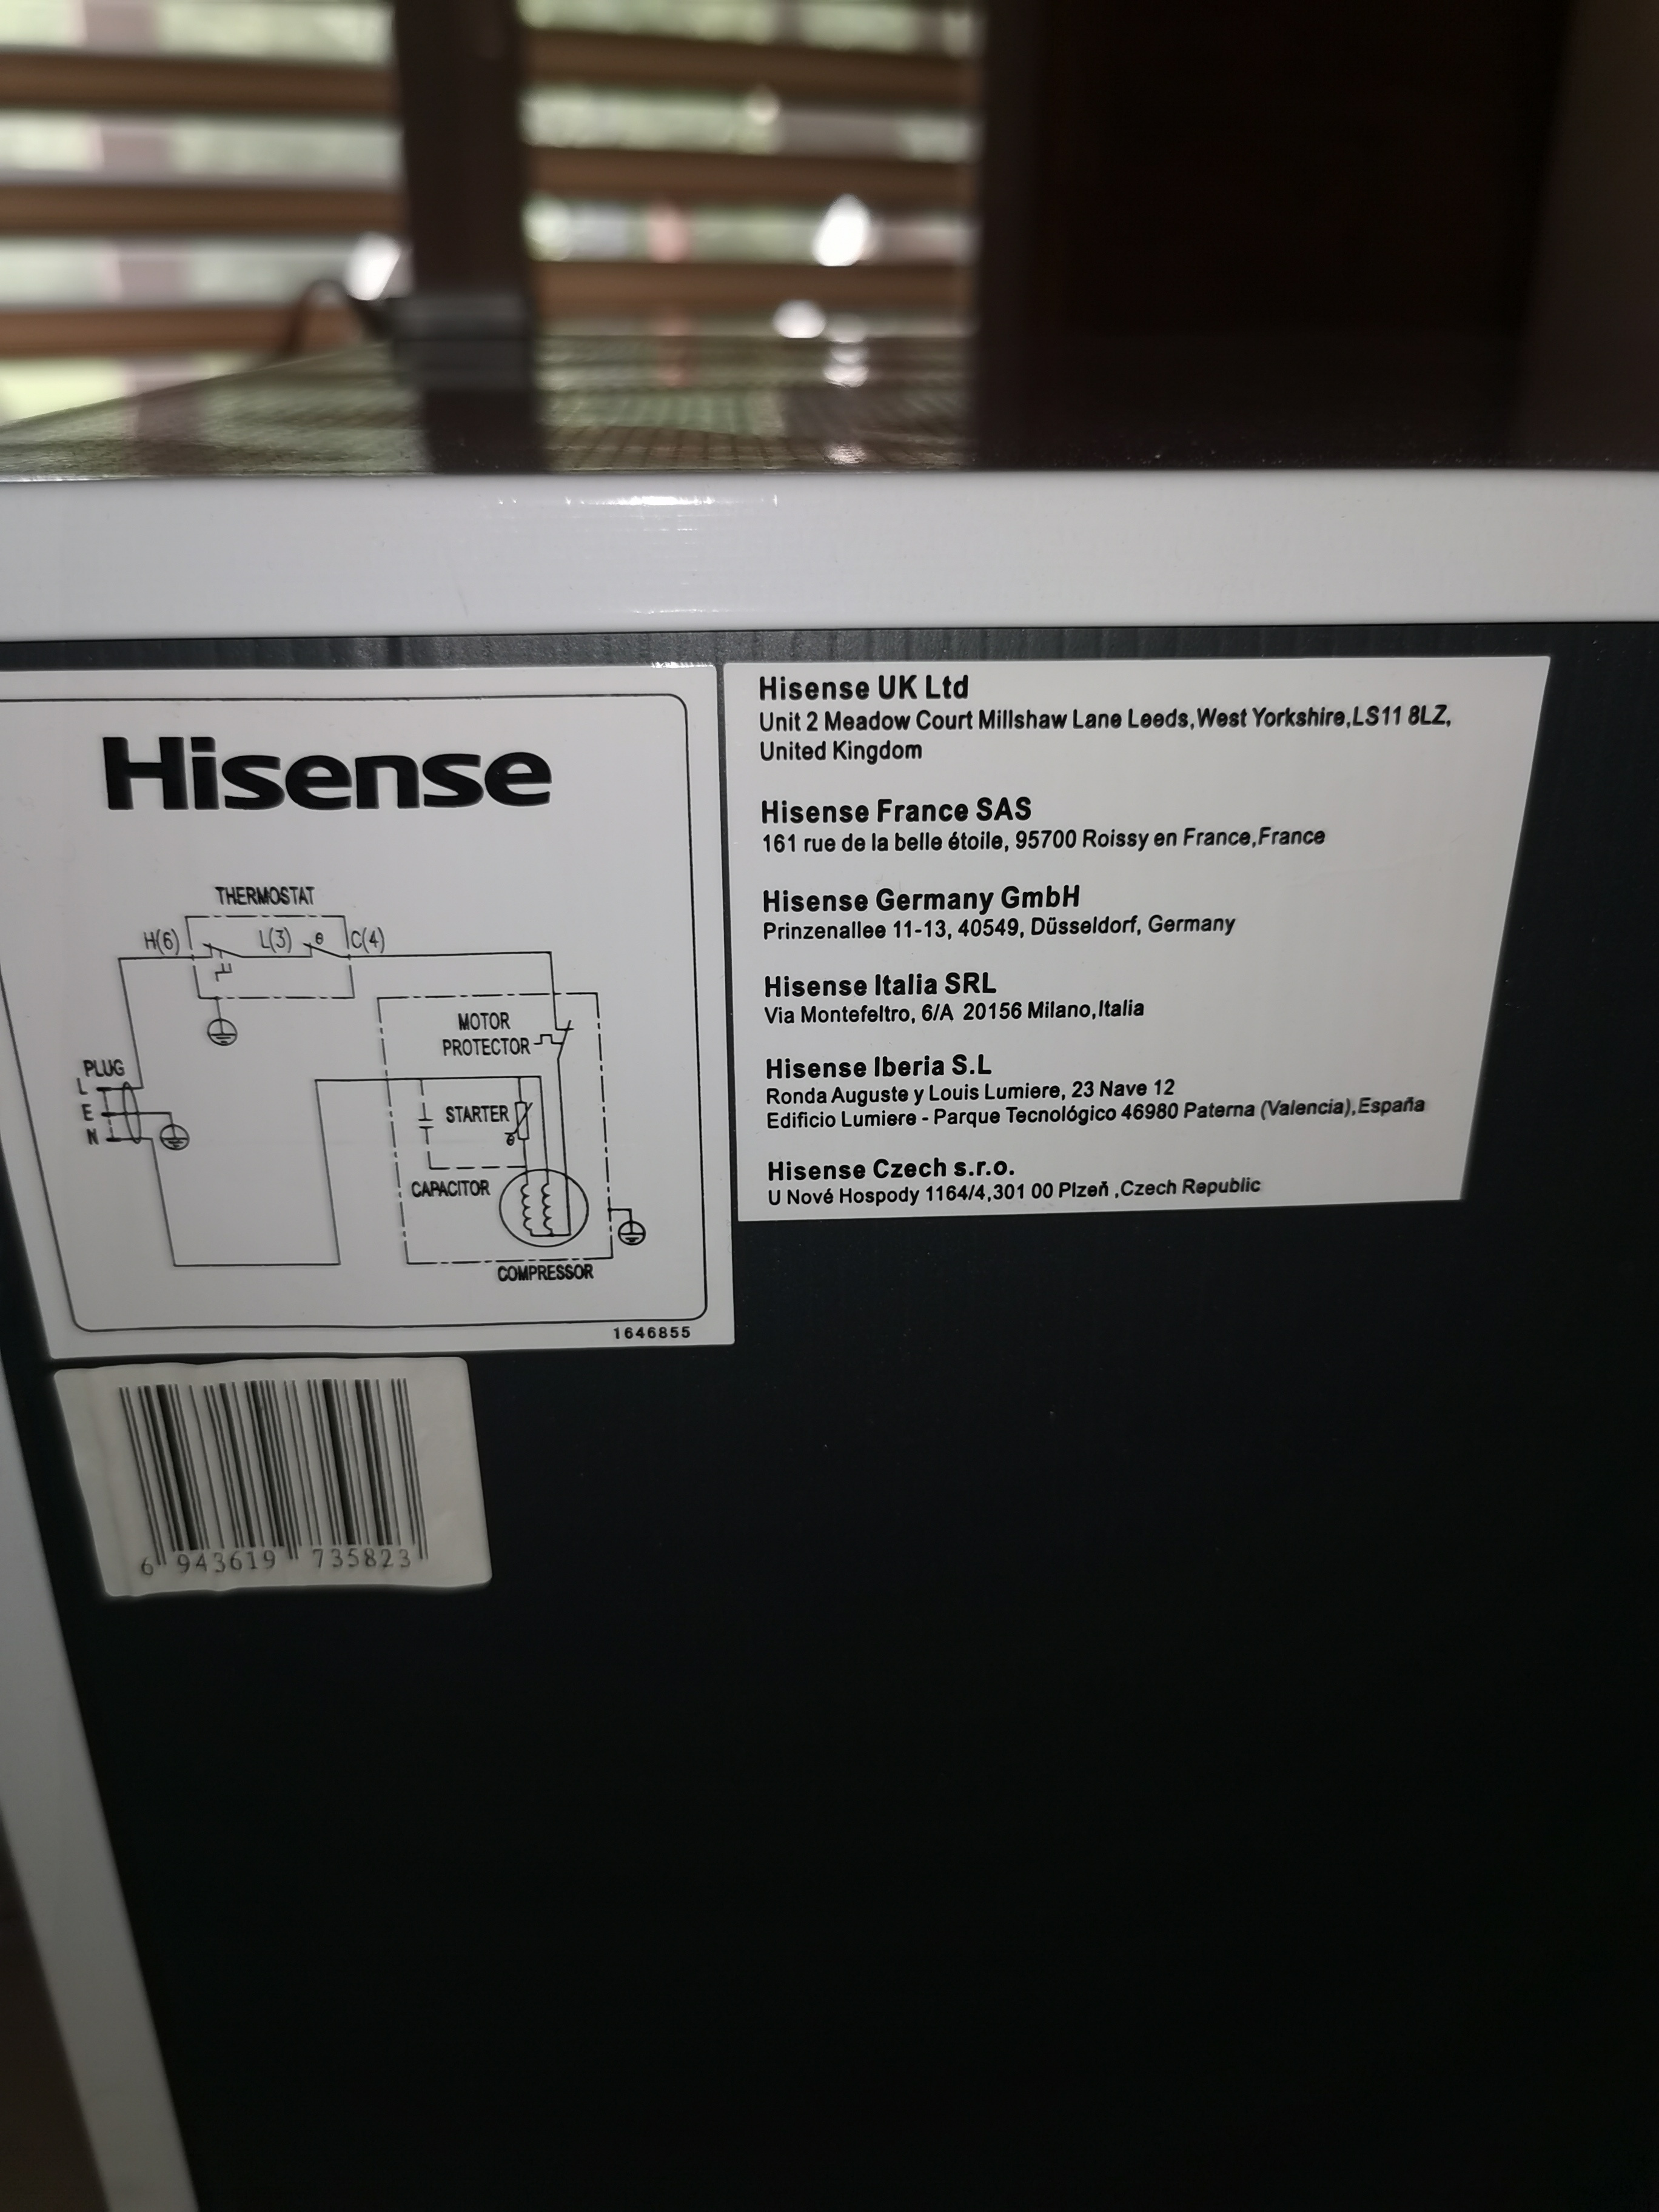 Hisense
THERMOSTAT
H(6) L(3) θ C(4)
MOTOR
PROTECTOR
PLUG
L
E
N
STARTER
θ
CAPACITOR
COMPRESSOR
1646855
6 943619 735823
Hisense UK Ltd
Unit 2 Meadow Court Millshaw Lane Leeds,West Yorkshire,LS11 8LZ,
United Kingdom
Hisense France SAS
161 rue de la belle étoile, 95700 Roissy en France,France
Hisense Germany GmbH
Prinzenallee 11-13, 40549, Düsseldorf, Germany
Hisense Italia SRL
Via Montefeltro, 6/A 20156 Milano,Italia
Hisense Iberia S.L
Ronda Auguste y Louis Lumiere, 23 Nave 12
Edificio Lumiere - Parque Tecnológico 46980 Paterna (Valencia),España
Hisense Czech s.r.o.
U Nové Hospody 1164/4,301 00 Plzeň ,Czech Republic